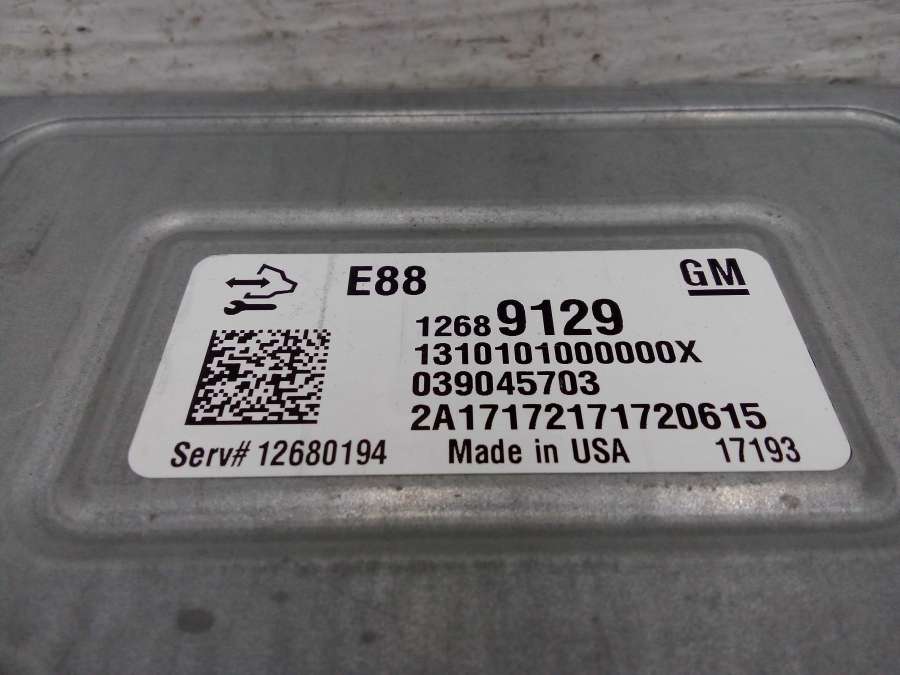 E88 GM
12689129
1310101000000X
039045703
2A17172171720615
Serv# 12680194 Made in USA 17193